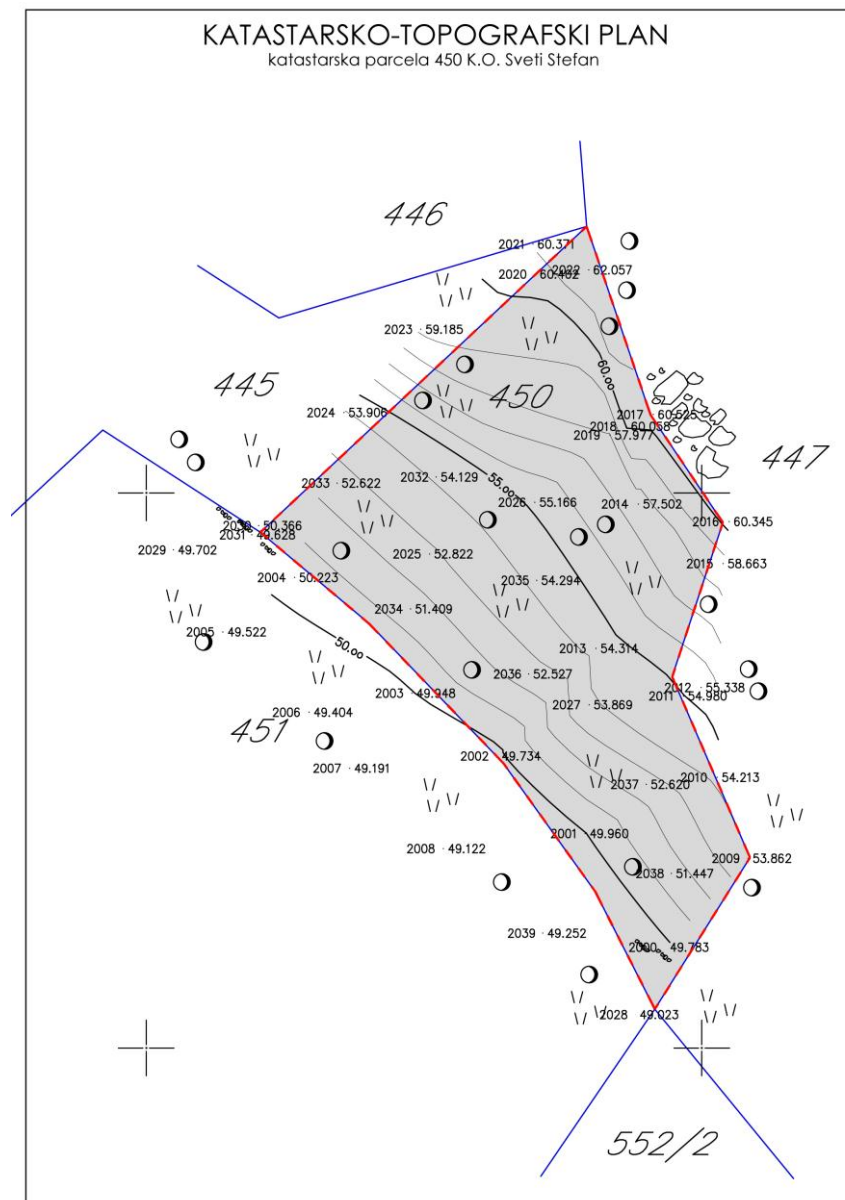 KATASTARSKO-TOPOGRAFSKI PLAN
katastarska parcela 450 K.O. Sveti Stefan
446
2021 · 60.371
2022 · 62.057
2020 · 60.462
2023 · 59.185
60.00
445
450
2024 · 53.906
2017 · 60.525
2018 · 60.058
2019 · 57.977
447
2033 · 52.622
2032 · 54.129
55.00
2026 · 55.166
2014 · 57.502
2016 · 60.345
2030 · 50.366
2031 · 49.628
2029 · 49.702
2025 · 52.822
2015 · 58.663
2004 · 50.223
2035 · 54.294
2034 · 51.409
2005 · 49.522
50.00
2013 · 54.314
2036 · 52.527
2012 · 55.338
2003 · 49.948
2011 · 54.980
2027 · 53.869
2006 · 49.404
451
2002 · 49.734
2007 · 49.191
2010 · 54.213
2037 · 52.620
2001 · 49.960
2008 · 49.122
2009 · 53.862
2038 · 51.447
2039 · 49.252
2000 · 49.783
2028 · 49.023
552/2